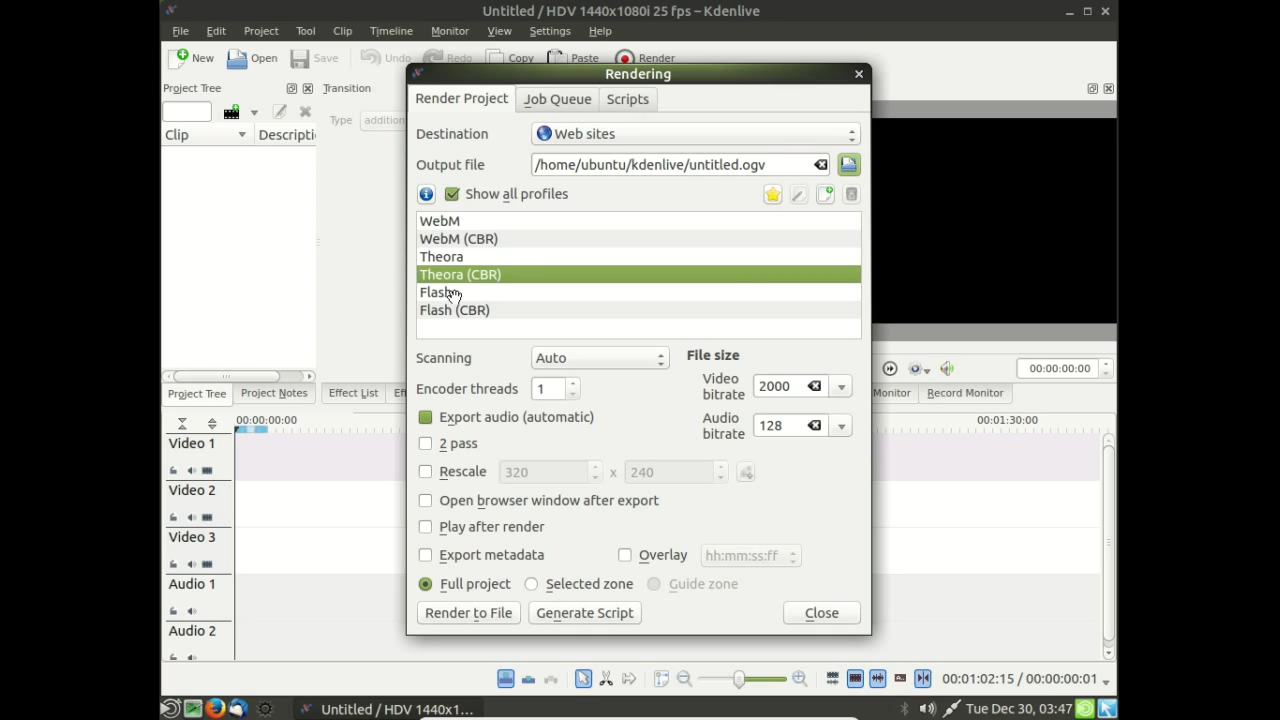 Untitled / HDV 1440x1080i 25 fps – Kdenlive
File Edit Project Tool Clip Timeline Monitor View Settings Help
New Open Save Undo Redo Copy Paste Render
Project Tree Transition
Rendering
Render Project Job Queue Scripts
Type addition
Clip Descripti
Destination Web sites
Output file /home/ubuntu/kdenlive/untitled.ogv
Show all profiles
WebM
WebM (CBR)
Theora
Theora (CBR)
Flash
Flash (CBR)
Scanning Auto File size
Encoder threads 1 Video bitrate 2000
Export audio (automatic) Audio bitrate 128
2 pass
Rescale 320 x 240
Open browser window after export
Play after render
Export metadata Overlay hh:mm:ss:ff
Full project Selected zone Guide zone
Render to File Generate Script Close
00:00:00:00
Project Tree Project Notes Effect List Monitor Record Monitor
00:00:00:00 00:01:30:00
Video 1
Video 2
Video 3
Audio 1
Audio 2
00:01:02:15 / 00:00:00:01
Untitled / HDV 1440x1... Tue Dec 30, 03:47